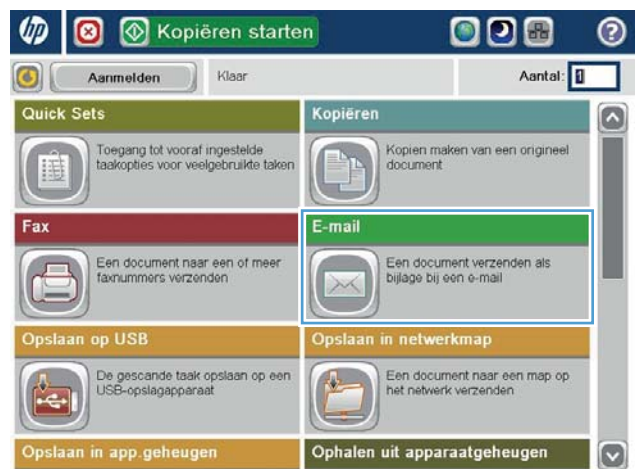 hp
Kopiëren starten
?
Aanmelden
Klaar
Aantal: 1
Quick Sets
Toegang tot vooraf ingestelde
taakopties voor veelgebruikte taken
Kopiëren
Kopien maken van een origineel
document
Fax
Een document naar een of meer
faxnummers verzenden
E-mail
Een document verzenden als
bijlage bij een e-mail
Opslaan op USB
De gescande taak opslaan op een
USB-opslagapparaat
Opslaan in netwerkmap
Een document naar een map op
het netwerk verzenden
Opslaan in app.geheugen
Ophalen uit apparaatgeheugen